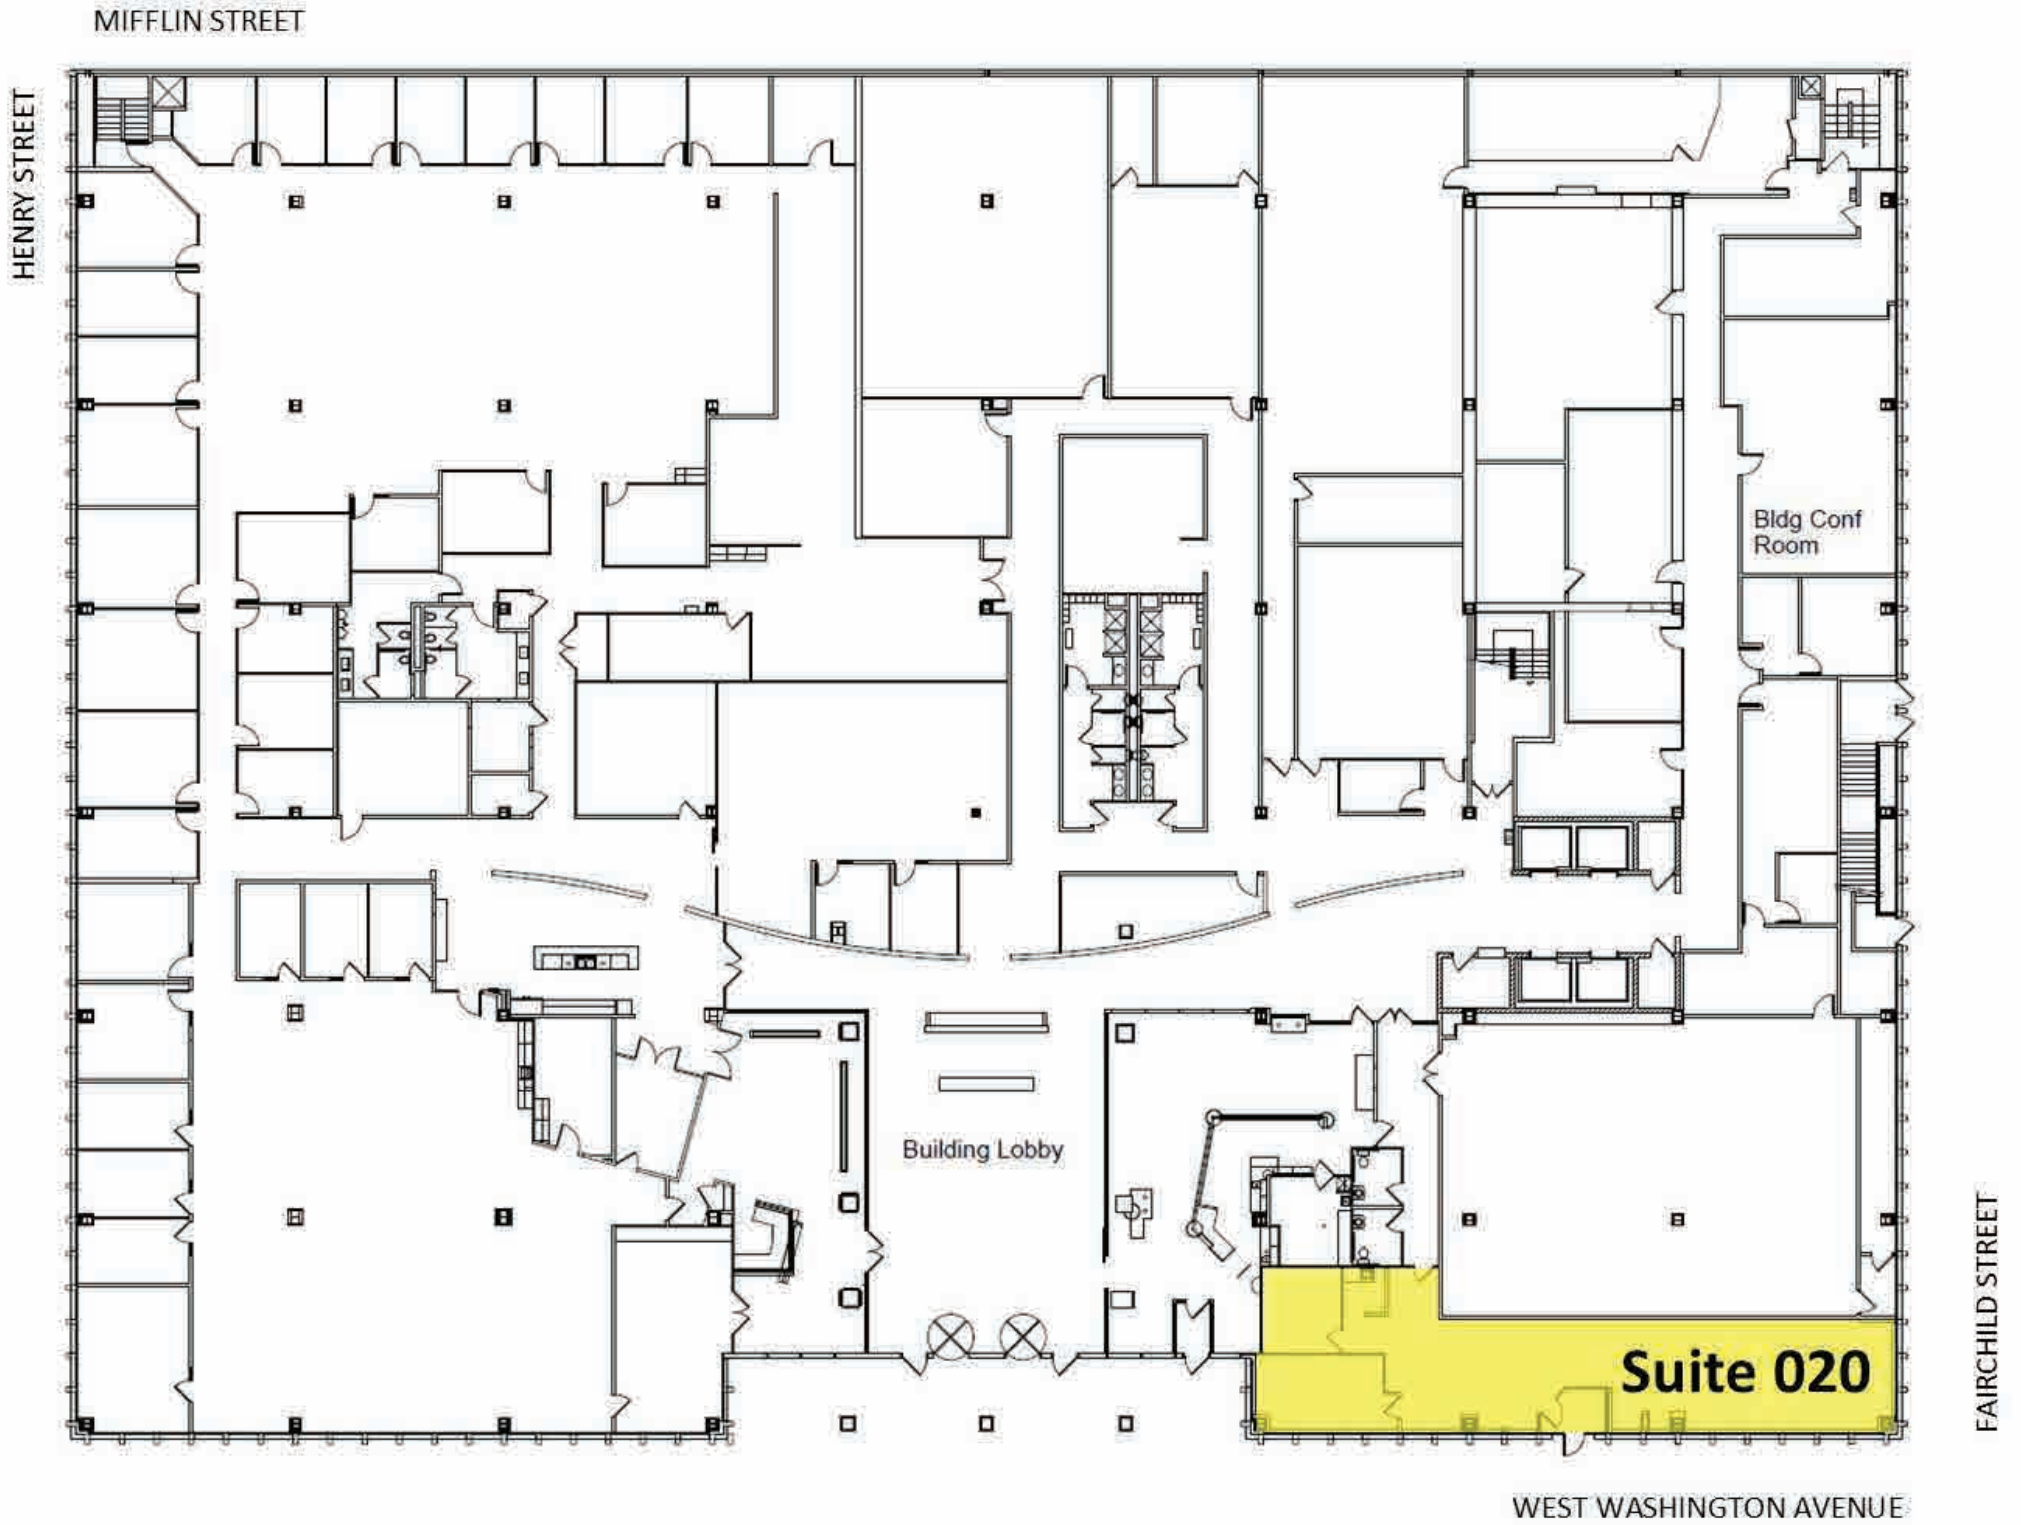 MIFFLIN STREET
HENRY STREET
Bldg Conf
Room
Building Lobby
Suite 020
FAIRCHILD STREET
WEST WASHINGTON AVENUE